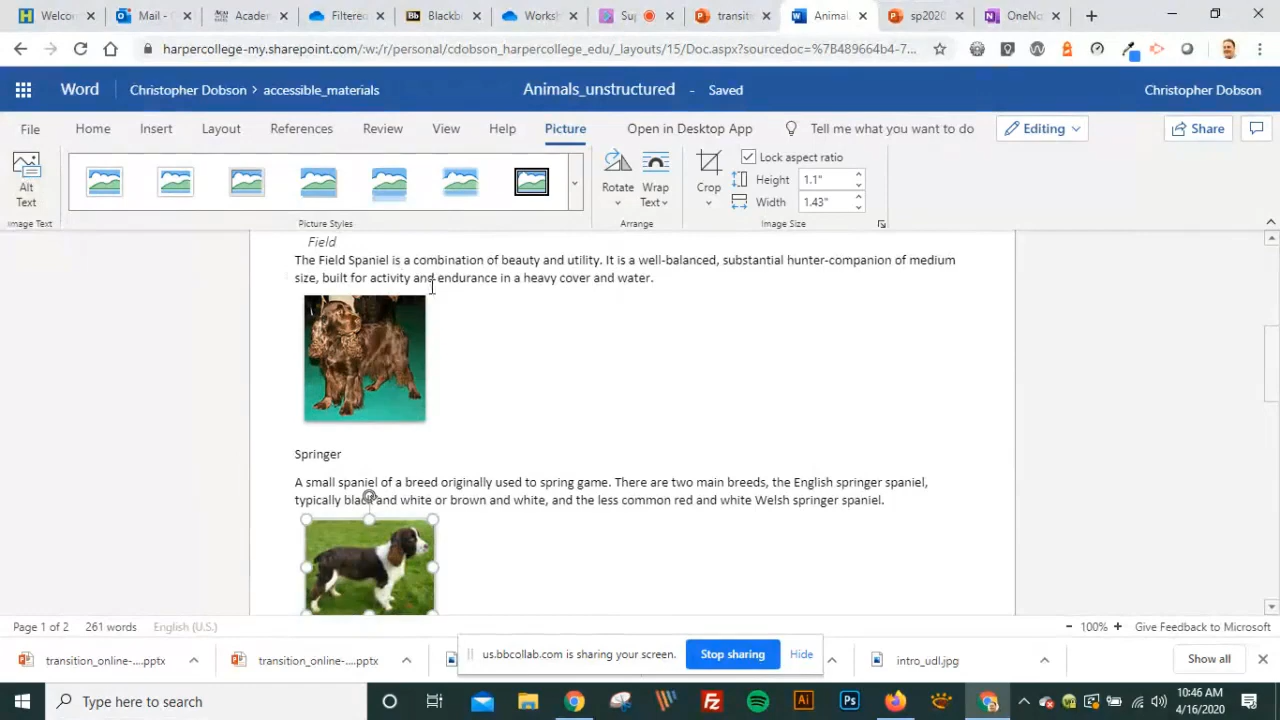 Welcom
Mail -
Acade
Filtere
Blackb
Works
Sup
transit
Animal
sp202
OneNo
harpercollege-my.sharepoint.com/:w:/r/personal/cdobson_harpercollege_edu/_layouts/15/Doc.aspx?sourcedoc=%7B489664b4-7...
Word Christopher Dobson > accessible_materials Animals_unstructured - Saved Christopher Dobson
File Home Insert Layout References Review View Help Picture Open in Desktop App Tell me what you want to do Editing Share
Alt Text
Rotate
Wrap Text
Crop
Lock aspect ratio
Height 1.1"
Width 1.43"
Image Text Picture Styles Arrange Image Size
Field
The Field Spaniel is a combination of beauty and utility. It is a well-balanced, substantial hunter-companion of medium
size, built for activity and endurance in a heavy cover and water.
Springer
A small spaniel of a breed originally used to spring game. There are two main breeds, the English springer spaniel,
typically black and white or brown and white, and the less common red and white Welsh springer spaniel.
Page 1 of 2 261 words English (U.S.) - 100% + Give Feedback to Microsoft
transition_online-....pptx transition_online-....pptx us.bbcollab.com is sharing your screen. Stop sharing Hide intro_udl.jpg Show all
Type here to search
10:46 AM
4/16/2020